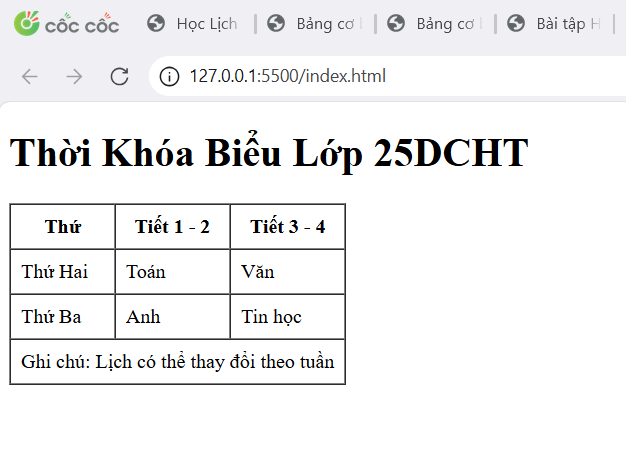 cốc cốc
Học Lịch
Bảng cơ
Bảng cơ
Bài tập H
127.0.0.1:5500/index.html
Thời Khóa Biểu Lớp 25DCHT
Thứ Tiết 1 - 2 Tiết 3 - 4
Thứ Hai Toán Văn
Thứ Ba Anh Tin học
Ghi chú: Lịch có thể thay đổi theo tuần